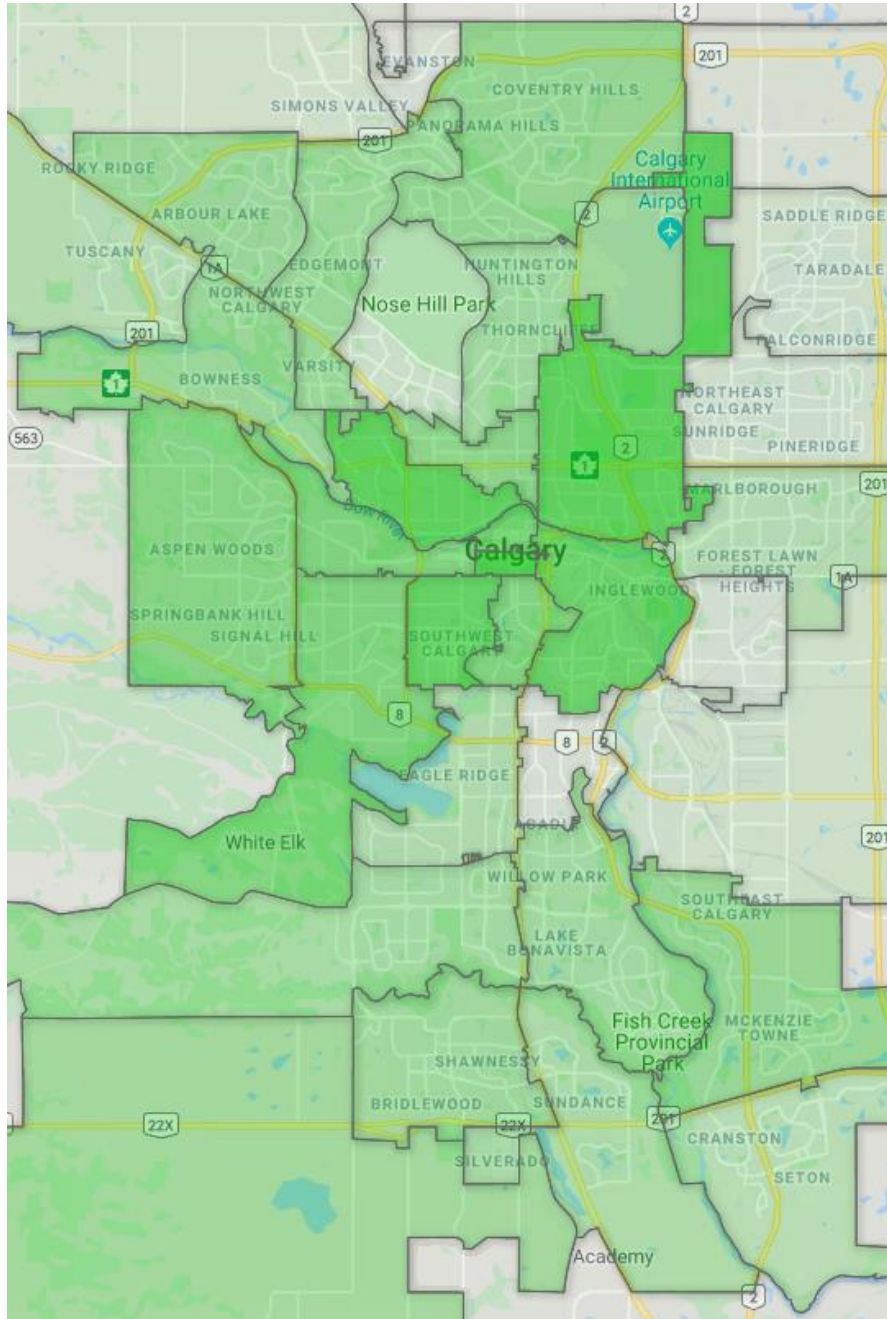 2
EVANSTON
201
COVENTRY HILLS
SIMONS VALLEY
PANORAMA HILLS
201
ROCKY RIDGE
Calgary
International
Airport
ARBOUR LAKE
2
SADDLE RIDGE
TUSCANY
1A
EDGEMONT
HUNTINGTON
HILLS
TARADALE
NORTHWEST
CALGARY
Nose Hill Park
201
THORNCLIFFE
FALCONRIDGE
VARSITY
1
BOWNESS
NORTHEAST
CALGARY
563
2
SUNRIDGE
1
PINERIDGE
MARLBOROUGH
201
Bow River
Calgary
ASPEN WOODS
2
FOREST LAWN
- FOREST
HEIGHTS
1A
INGLEWOOD
SPRINGBANK HILL
SIGNAL HILL
SOUTHWEST
CALGARY
8
8
2
EAGLE RIDGE
ACADIA
201
White Elk
WILLOW PARK
SOUTHEAST
CALGARY
LAKE
BONAVISTA
Fish Creek
Provincial
Park
MCKENZIE
TOWNE
SHAWNESSY
BRIDLEWOOD
SUNDANCE
22X
22X
201
CRANSTON
SILVERADO
SETON
Academy
2